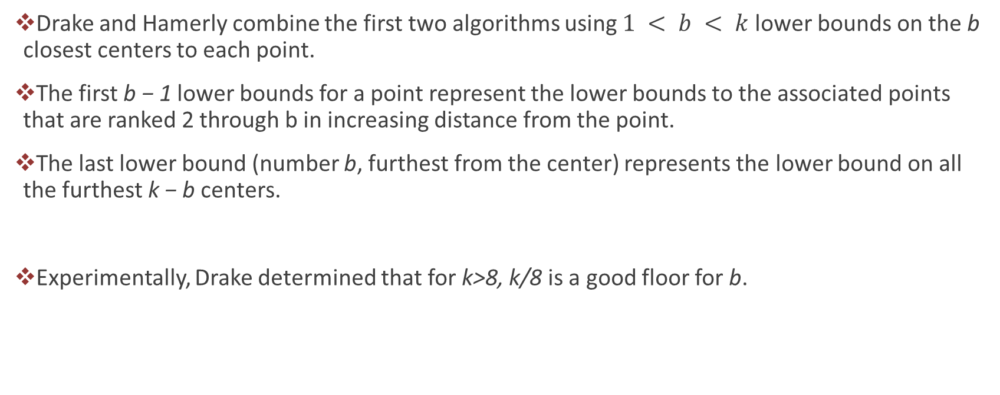 ❖Drake and Hamerly combine the first two algorithms using 1 < b < k lower bounds on the b
closest centers to each point.
❖The first b − 1 lower bounds for a point represent the lower bounds to the associated points
that are ranked 2 through b in increasing distance from the point.
❖The last lower bound (number b, furthest from the center) represents the lower bound on all
the furthest k − b centers.
❖Experimentally, Drake determined that for k>8, k/8 is a good floor for b.